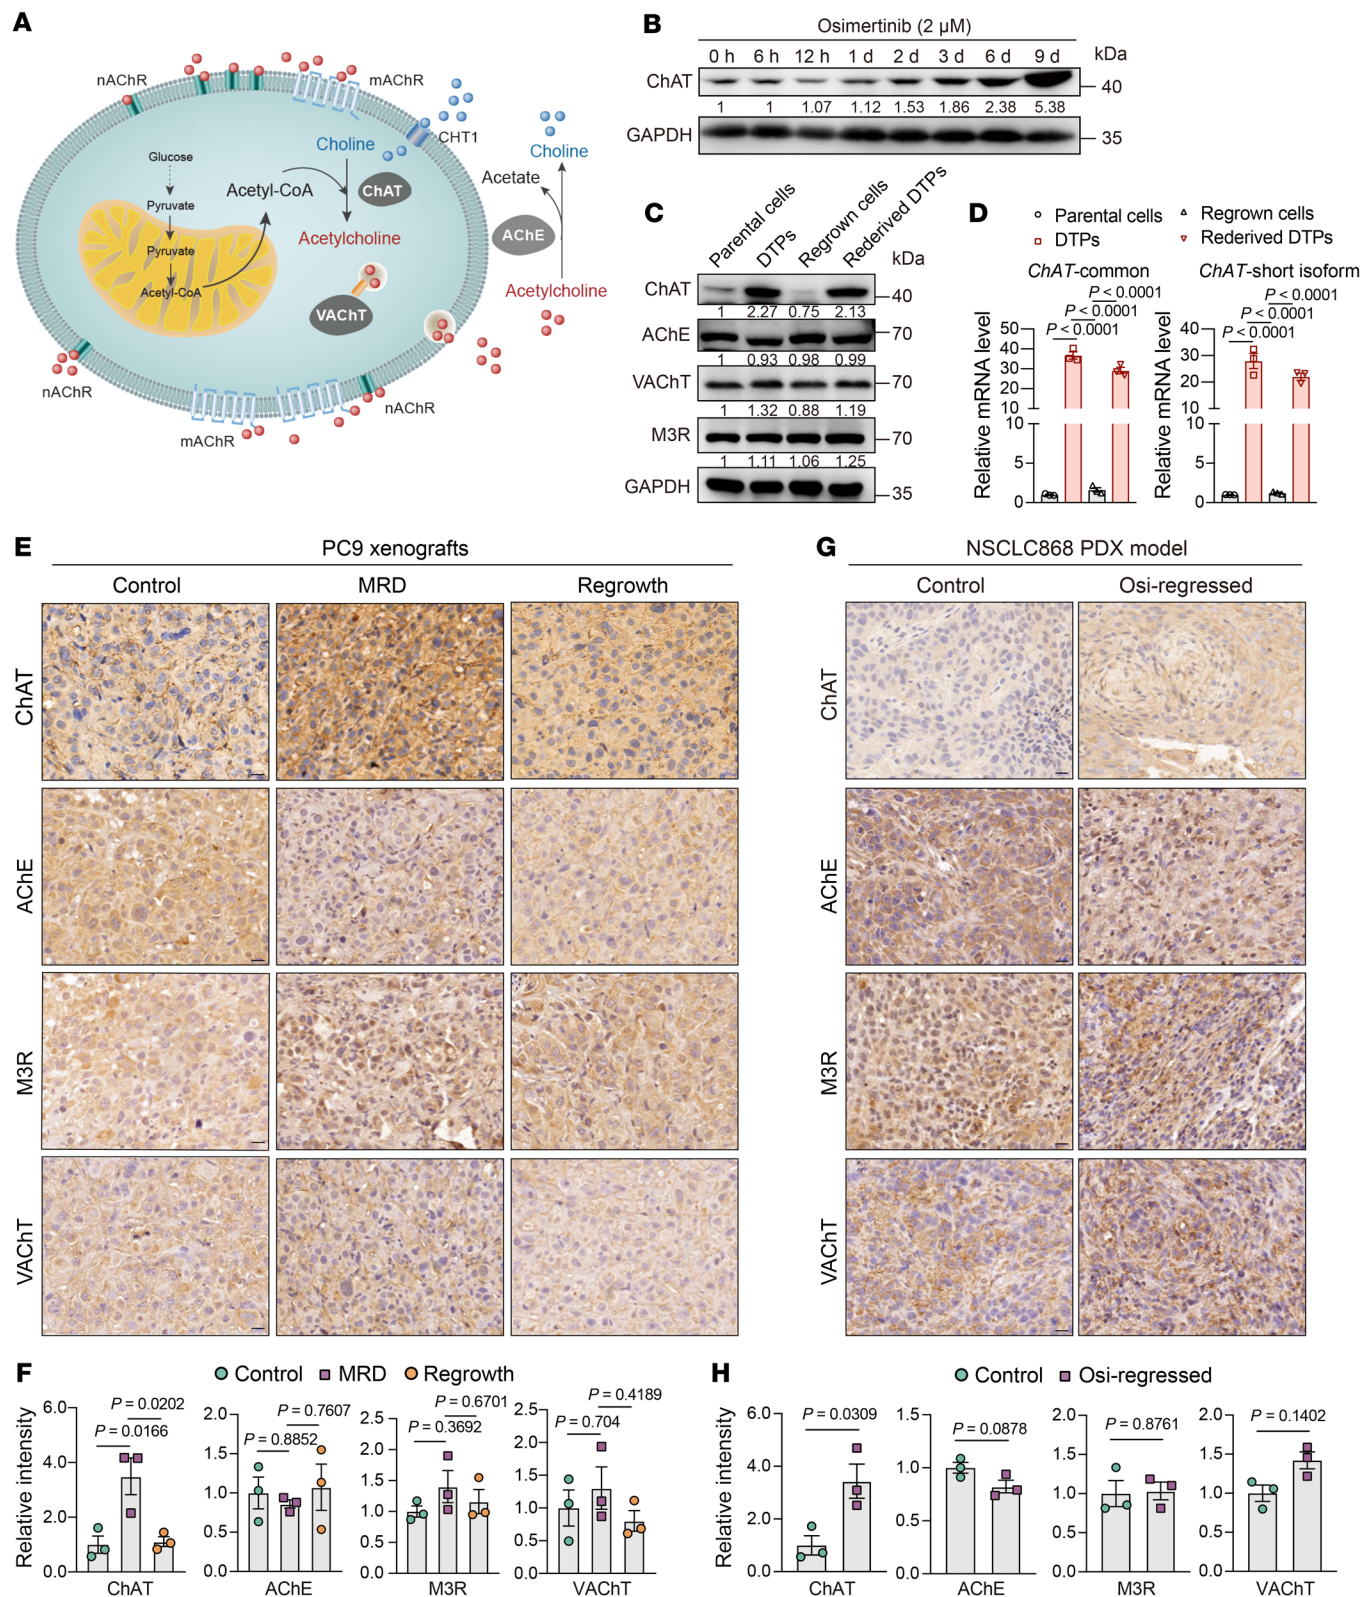 A
nAChR
mAChR
CHT1
Choline
Glucose
Acetyl-CoA
ChAT
Pyruvate
Acetylcholine
Pyruvate
Acetyl-CoA
VAChT
nAChR
mAChR
nAChR
Choline
Acetate
AChE
Acetylcholine
B
Osimertinib (2 µM)
0 h 6 h 12 h 1 d 2 d 3 d 6 d 9 d kDa
ChAT 40
1 1 1.07 1.12 1.53 1.86 2.38 5.38
GAPDH 35
C
Parental cells
DTPs
Regrown cells
Rederived DTPs
kDa
ChAT 40
1 2.27 0.75 2.13
AChE 70
1 0.93 0.98 0.99
VAChT 70
1 1.32 0.88 1.19
M3R 70
1 1.11 1.06 1.25
GAPDH 35
D
Parental cells Regrown cells
DTPs Rederived DTPs
ChAT-common
P < 0.0001
P < 0.0001
P < 0.0001
Relative mRNA level
50
40
30
20
10
10
5
0
ChAT-short isoform
P < 0.0001
P < 0.0001
P < 0.0001
Relative mRNA level
40
30
20
10
10
5
0
E
PC9 xenografts
Control MRD Regrowth
ChAT
AChE
M3R
VAChT
G
NSCLC868 PDX model
Control Osi-regressed
ChAT
AChE
M3R
VAChT
F
Control MRD Regrowth
Relative intensity
6.0
4.0
2.0
0.0
P = 0.0202
P = 0.0166
ChAT
2.0
1.5
1.0
0.5
0.0
P = 0.7607
P = 0.8852
AChE
2.5
2.0
1.5
1.0
0.5
0.0
P = 0.6701
P = 0.3692
M3R
2.5
2.0
1.5
1.0
0.5
0.0
P = 0.4189
P = 0.704
VAChT
H
Control Osi-regressed
Relative intensity
6.0
4.0
2.0
0.0
P = 0.0309
ChAT
1.5
1.0
0.5
0.0
P = 0.0878
AChE
2.0
1.5
1.0
0.5
0.0
P = 0.8761
M3R
2.0
1.5
1.0
0.5
0.0
P = 0.1402
VAChT